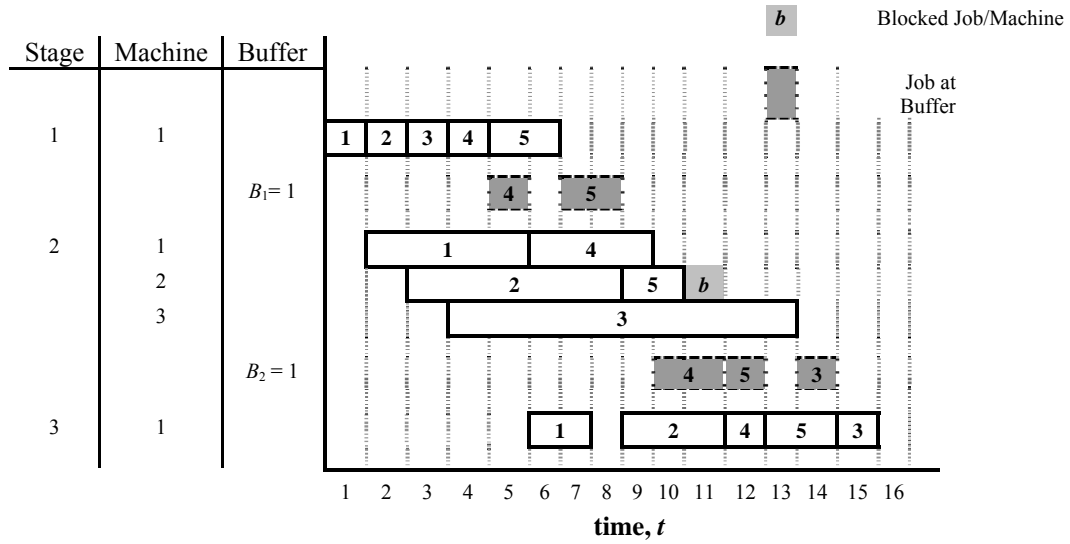 b Blocked Job/Machine
Stage Machine Buffer
Job at
Buffer
1 1 1 2 3 4 5
B1= 1 4 5
2 1 1 4
2 2 5 b
3 3
B2 = 1 4 5 3
3 1 1 2 4 5 3
1 2 3 4 5 6 7 8 9 10 11 12 13 14 15 16
time, t